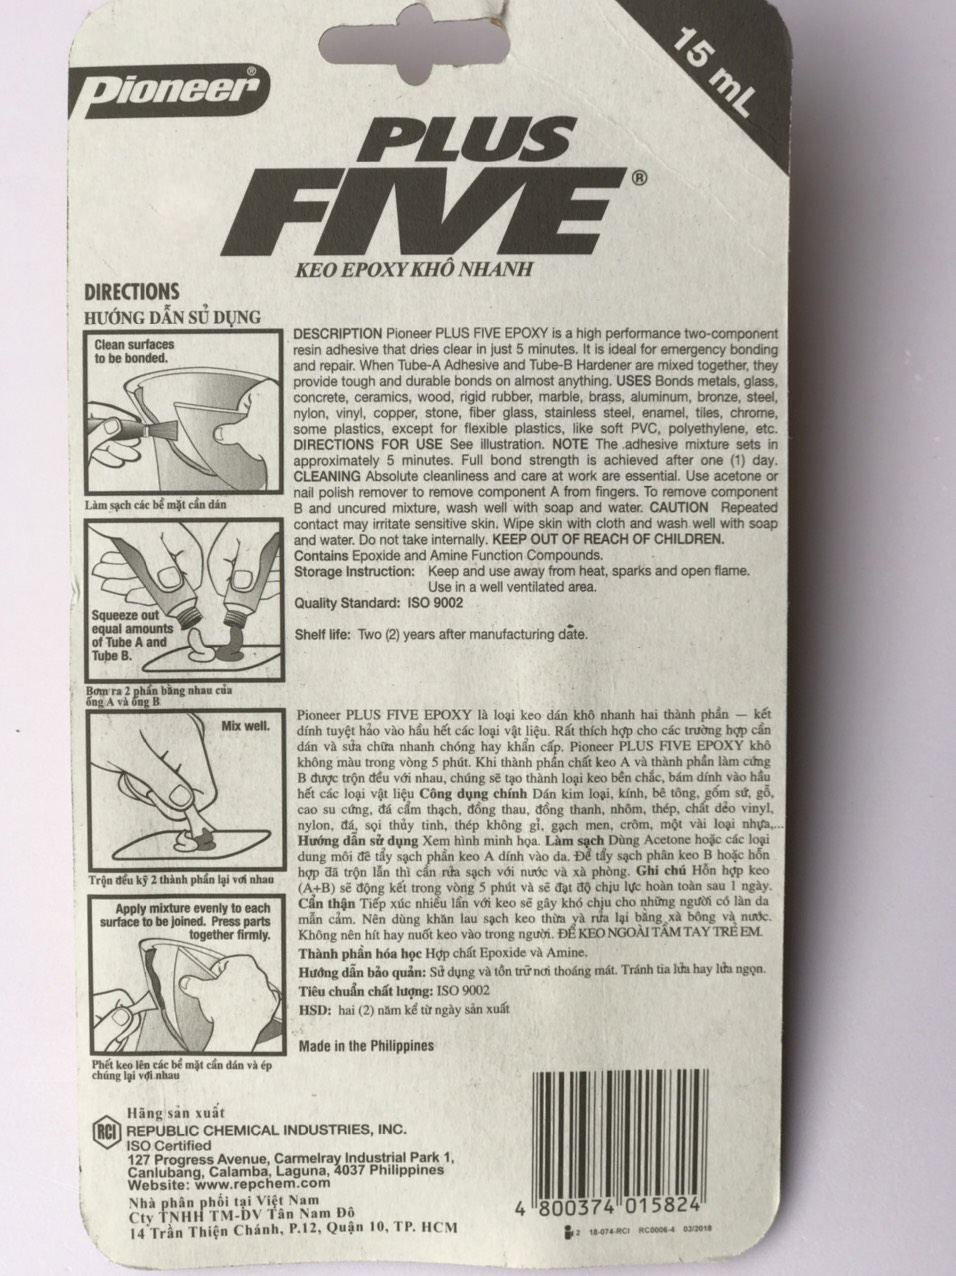 Pioneer®
15 mL
PLUS
FIVE®
KEO EPOXY KHÔ NHANH
DIRECTIONS
HƯỚNG DẪN SỬ DỤNG
Clean surfaces
to be bonded.
Làm sạch các bề mặt cần dán
Squeeze out
equal amounts
of Tube A and
Tube B.
Bơm ra 2 phần bằng nhau của
ống A và ống B
Mix well.
Trộn đều kỹ 2 thành phần lại vơi nhau
Apply mixture evenly to each
surface to be joined. Press parts
together firmly.
Phết keo lên các bề mặt cần dán và ép
chúng lại với nhau
DESCRIPTION Pioneer PLUS FIVE EPOXY is a high performance two-component
resin adhesive that dries clear in just 5 minutes. It is ideal for emergency bonding
and repair. When Tube-A Adhesive and Tube-B Hardener are mixed together, they
provide tough and durable bonds on almost anything. USES Bonds metals, glass,
concrete, ceramics, wood, rigid rubber, marble, brass, aluminum, bronze, steel,
nylon, vinyl, copper, stone, fiber glass, stainless steel, enamel, tiles, chrome,
some plastics, except for flexible plastics, like soft PVC, polyethylene, etc.
DIRECTIONS FOR USE See illustration. NOTE The adhesive mixture sets in
approximately 5 minutes. Full bond strength is achieved after one (1) day.
CLEANING Absolute cleanliness and care at work are essential. Use acetone or
nail polish remover to remove component A from fingers. To remove component
B and uncured mixture, wash well with soap and water. CAUTION Repeated
contact may irritate sensitive skin. Wipe skin with cloth and wash well with soap
and water. Do not take internally. KEEP OUT OF REACH OF CHILDREN.
Contains Epoxide and Amine Function Compounds.
Storage Instruction: Keep and use away from heat, sparks and open flame.
Use in a well ventilated area.
Quality Standard: ISO 9002
Shelf life: Two (2) years after manufacturing date.
Pioneer PLUS FIVE EPOXY là loại keo dán khô nhanh hai thành phần – kết
dính tuyệt hảo vào hầu hết các loại vật liệu. Rất thích hợp cho các trường hợp cần
dán và sửa chữa nhanh chóng hay khẩn cấp. Pioneer PLUS FIVE EPOXY khô
không màu trong vòng 5 phút. Khi thành phần chất keo A và thành phần làm cứng
B được trộn đều với nhau, chúng sẽ tạo thành loại keo bền chắc, bám dính vào hầu
hết các loại vật liệu Công dụng chính Dán kim loại, kính, bê tông, gốm sứ, gỗ,
cao su cứng, đá cẩm thạch, đồng thau, đồng thanh, nhôm, thép, chất dẻo vinyl,
nylon, đá, sợi thủy tinh, thép không gỉ, gạch men, crôm, một vài loại nhựa,...
Hướng dẫn sử dụng Xem hình minh họa. Làm sạch Dùng Acetone hoặc các loại
dung môi để tẩy sạch phần keo A dính vào da. Để tẩy sạch phân keo B hoặc hỗn
hợp đã trộn lẫn thì cần rửa sạch với nước và xà phòng. Ghi chú Hỗn hợp keo
(A+B) sẽ động kết trong vòng 5 phút và sẽ đạt độ chịu lực hoàn toàn sau 1 ngày.
Cẩn thận Tiếp xúc nhiều lần với keo sẽ gây khó chịu cho những người có làn da
mẫn cảm. Nên dùng khăn lau sạch keo thừa và rửa lại bằng xà bông và nước.
Không nên hít hay nuốt keo vào trong người. ĐỂ KEO NGOÀI TẦM TAY TRẺ EM.
Thành phần hóa học Hợp chất Epoxide và Amine.
Hướng dẫn bảo quản: Sử dụng và tồn trữ nơi thoáng mát. Tránh tia lửa hay lửa ngọn.
Tiêu chuẩn chất lượng: ISO 9002
HSD: hai (2) năm kể từ ngày sản xuất
Made in the Philippines
Hãng sản xuất
RCI REPUBLIC CHEMICAL INDUSTRIES, INC.
ISO Certified
127 Progress Avenue, Carmelray Industrial Park 1,
Canlubang, Calamba, Laguna, 4037 Philippines
Website: www.repchem.com
Nhà phân phối tại Việt Nam
Cty TNHH TM-DV Tân Nam Đô
14 Trần Thiện Chánh, P.12, Quận 10, TP. HCM
4 800374 015824
2 18-074-RCI RC0006-4 03/2018